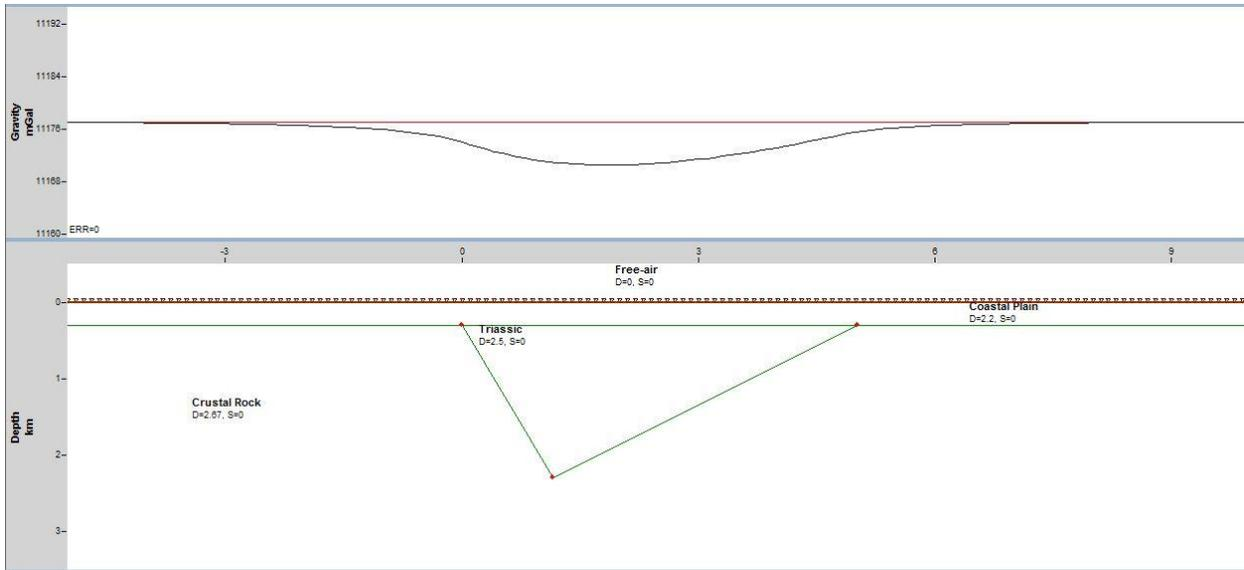 11192
11184
11176
11168
11160
Gravity
mGal
ERR=0
-3 0 3 6 9
Free-air
D=0, S=0
0
Coastal Plain
D=2.2, S=0
Triassic
D=2.5, S=0
1
Crustal Rock
D=2.67, S=0
Depth
km
2
3